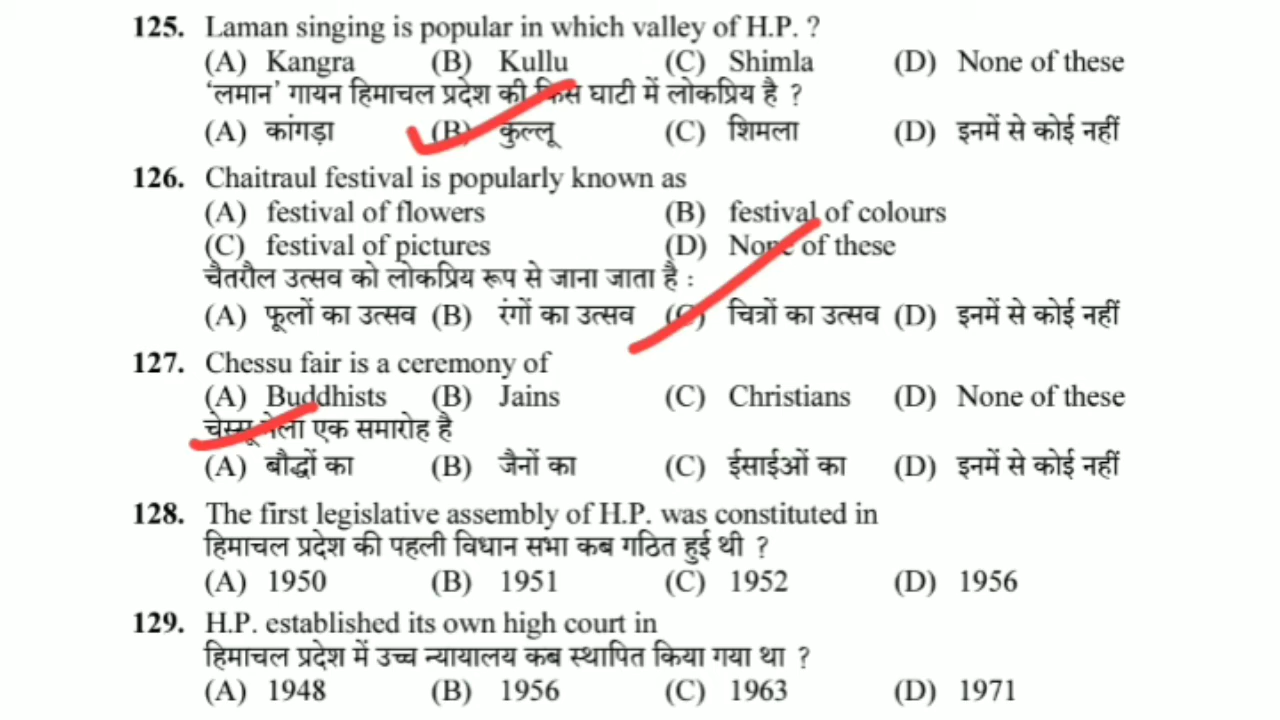 125. Laman singing is popular in which valley of H.P. ?
(A) Kangra (B) Kullu (C) Shimla (D) None of these
'लमान' गायन हिमाचल प्रदेश की किस घाटी में लोकप्रिय है ?
(A) कांगड़ा (B) कुल्लू (C) शिमला (D) इनमें से कोई नहीं
126. Chaitraul festival is popularly known as
(A) festival of flowers (B) festival of colours
(C) festival of pictures (D) None of these
चैतरौल उत्सव को लोकप्रिय रूप से जाना जाता है :
(A) फूलों का उत्सव (B) रंगों का उत्सव (C) चित्रों का उत्सव (D) इनमें से कोई नहीं
127. Chessu fair is a ceremony of
(A) Buddhists (B) Jains (C) Christians (D) None of these
चेस्सू मेला एक समारोह है
(A) बौद्धों का (B) जैनों का (C) ईसाईओं का (D) इनमें से कोई नहीं
128. The first legislative assembly of H.P. was constituted in
हिमाचल प्रदेश की पहली विधान सभा कब गठित हुई थी ?
(A) 1950 (B) 1951 (C) 1952 (D) 1956
129. H.P. established its own high court in
हिमाचल प्रदेश में उच्च न्यायालय कब स्थापित किया गया था ?
(A) 1948 (B) 1956 (C) 1963 (D) 1971